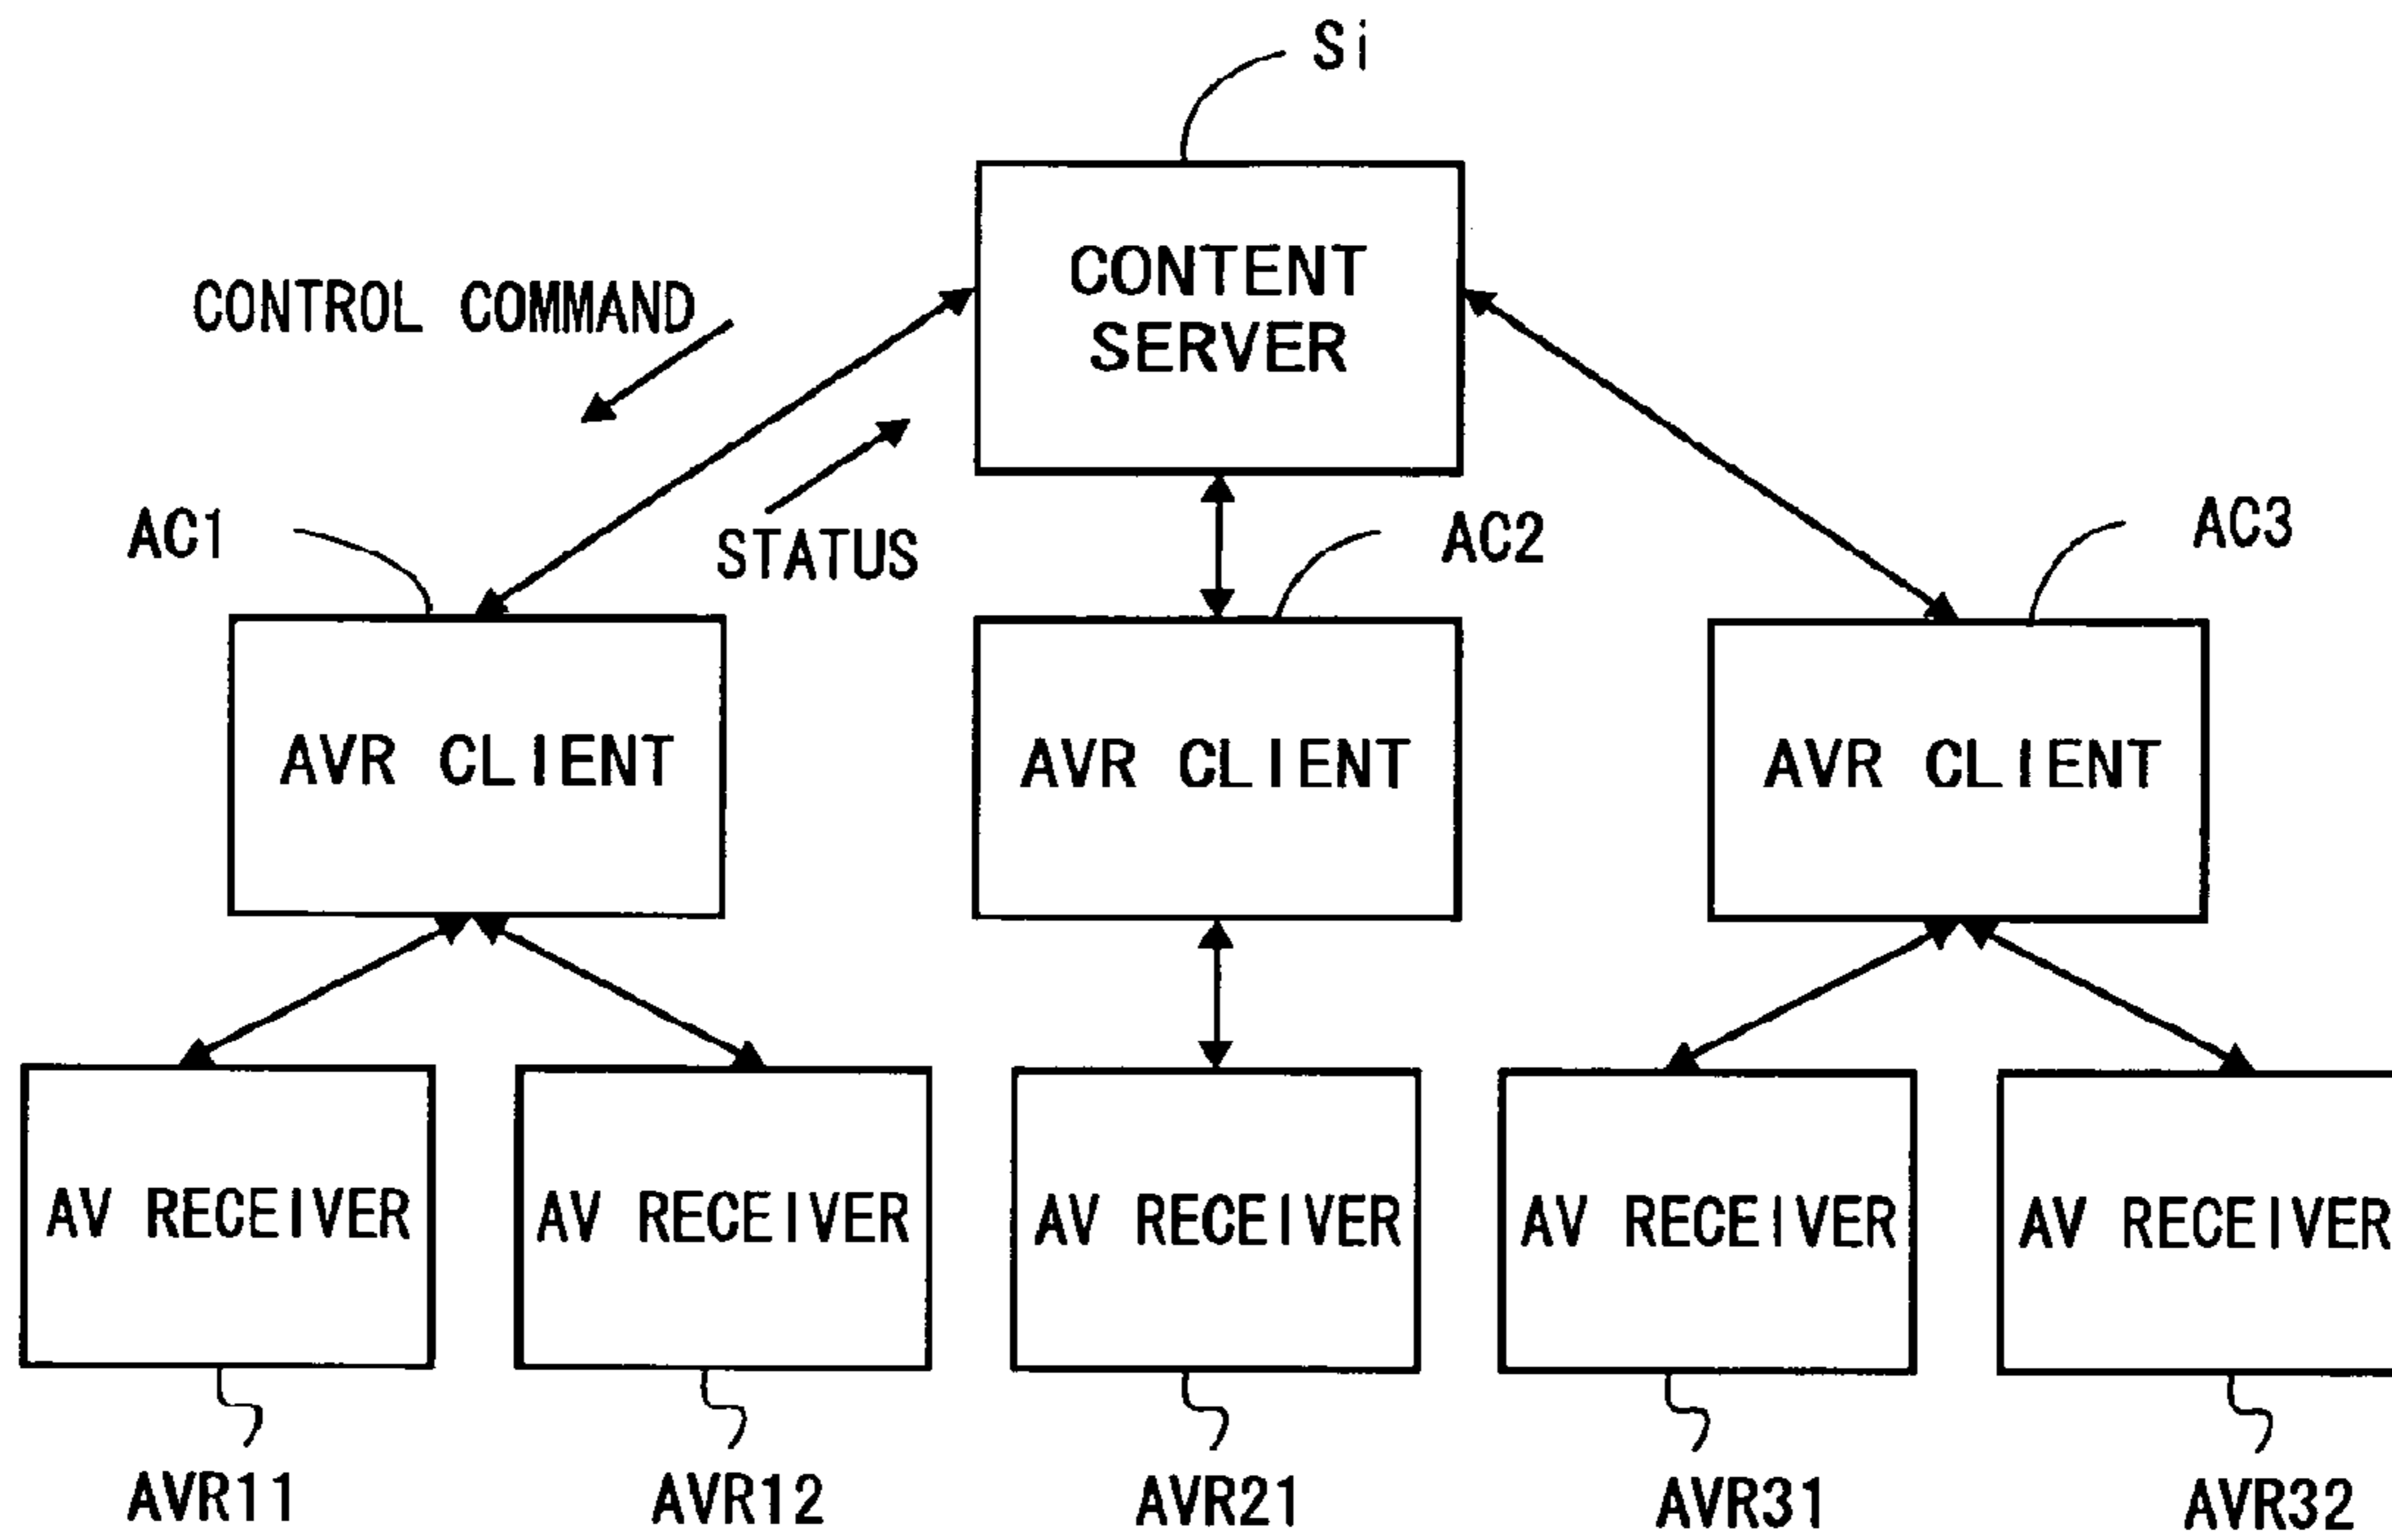 Si
CONTENT
SERVER
CONTROL COMMAND
STATUS
AC1
AC2
AC3
AVR CLIENT
AVR CLIENT
AVR CLIENT
AV RECEIVER
AV RECEIVER
AV RECEIVER
AV RECEIVER
AV RECEIVER
AVR11
AVR12
AVR21
AVR31
AVR32